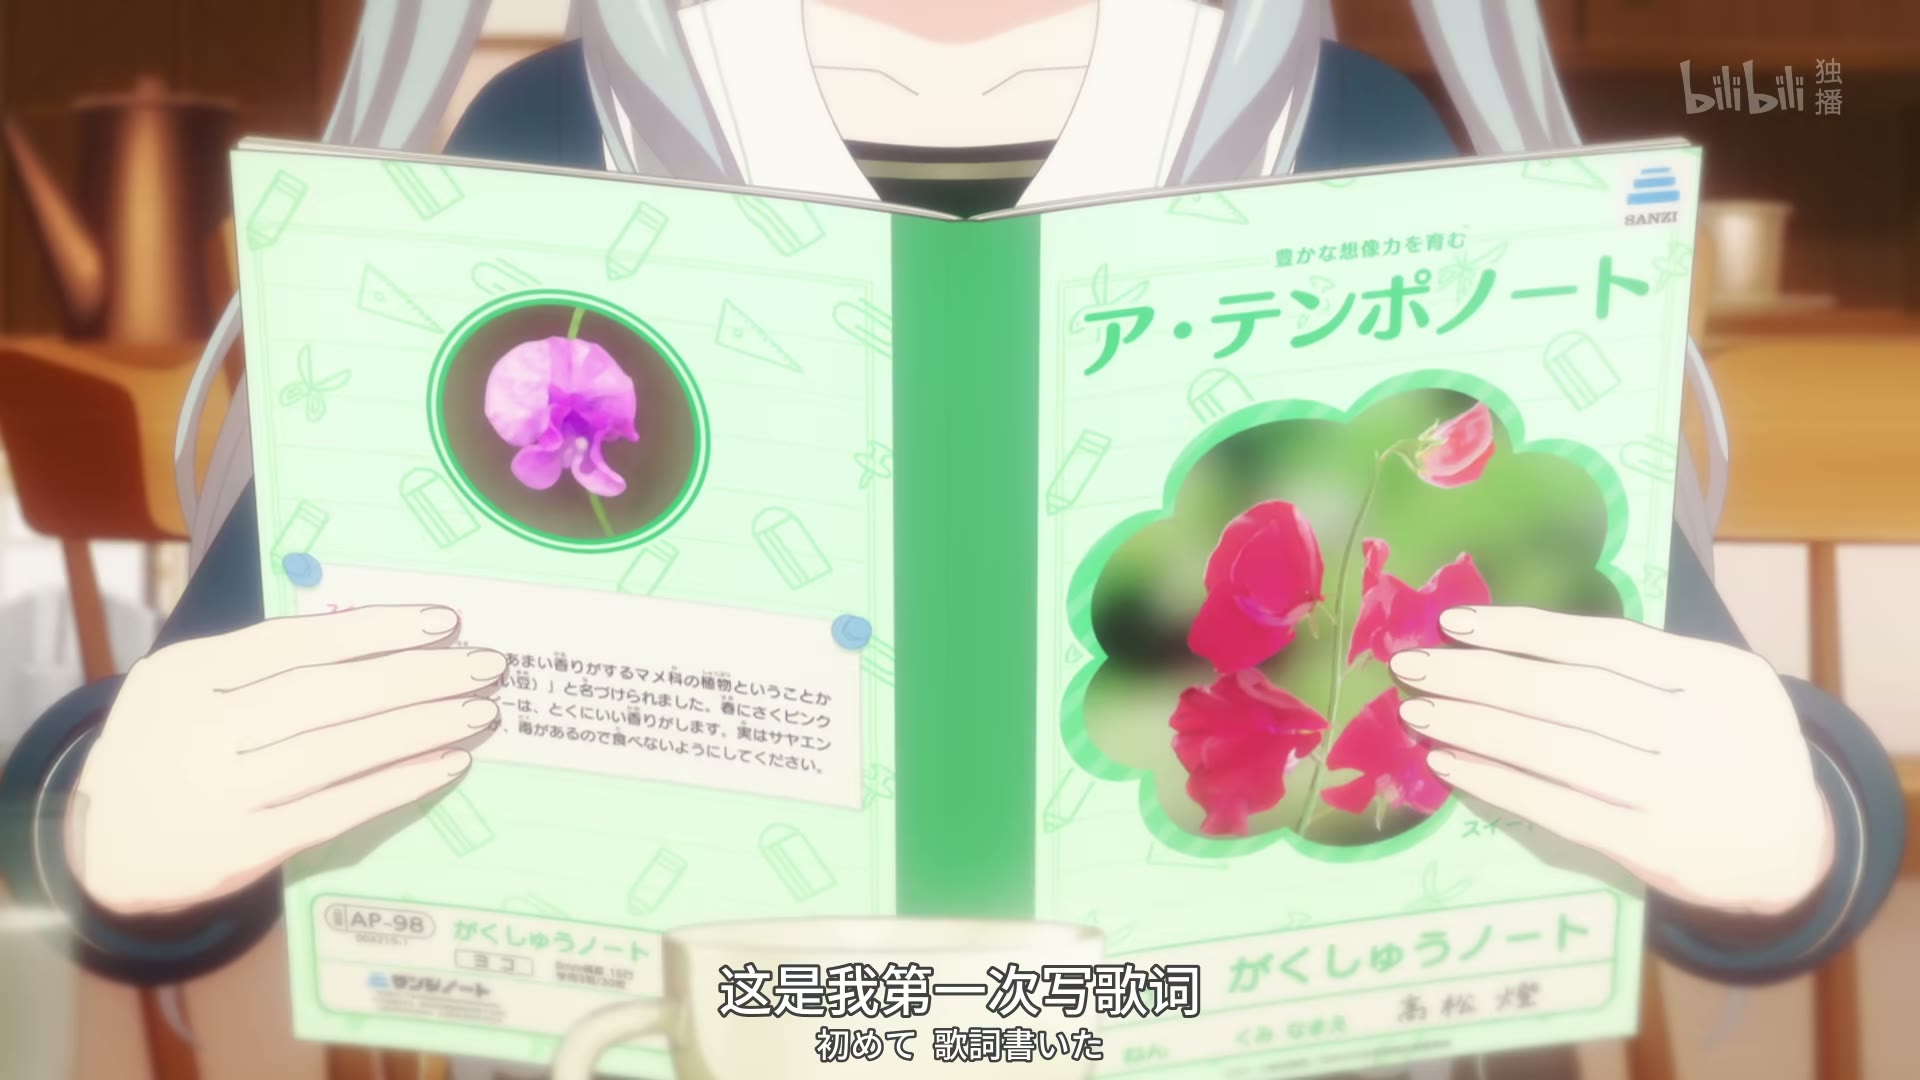 bilibili 独播
SANZI
豊かな想像力を育む
ア・テンポノート
あまい香りがするマメ科の植物ということか
い豆）」と名づけられました。春にさくピンク
ーは、とくにいい香りがします。実はサヤエン
、毒があるので食べないようにしてください。
スイート
AP-98
がくしゅうノート
ヨコ
サンジノート
がくしゅうノート
高松 燈
ねん くみ なまえ
这是我第一次写歌词
初めて 歌詞書いた